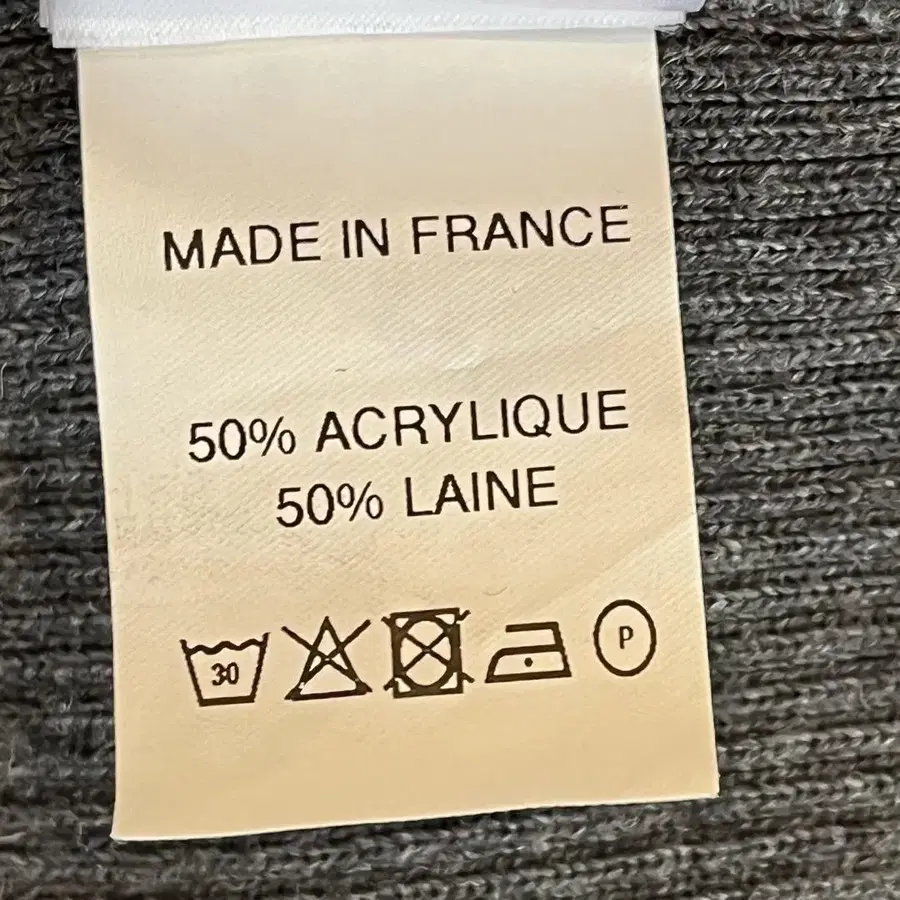 MADE IN FRANCE
50% ACRYLIQUE
50% LAINE
30 P